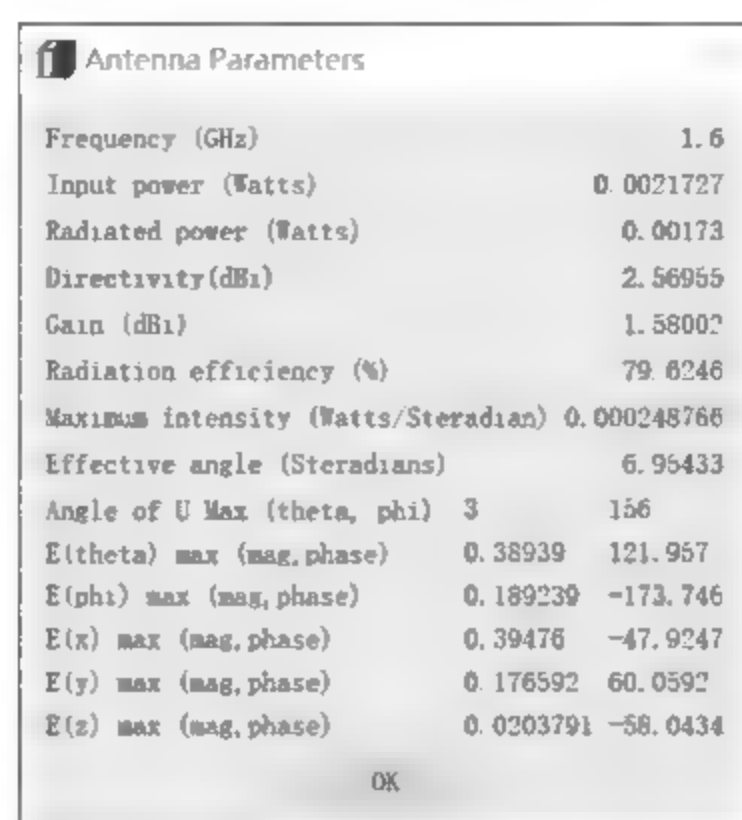 Antenna Parameters
Frequency (GHz) 1.6
Input power (Watts) 0.0021727
Radiated power (Watts) 0.00173
Directivity(dBi) 2.56955
Gain (dBi) 1.58002
Radiation efficiency (%) 79.6246
Maximum intensity (Watts/Steradian) 0.000248766
Effective angle (Steradians) 6.95433
Angle of U Max (theta, phi) 3 156
E(theta) max (mag,phase) 0.38939 121.957
E(phi) max (mag,phase) 0.189239 -173.746
E(x) max (mag,phase) 0.39476 -47.9247
E(y) max (mag,phase) 0.176592 60.0592
E(z) max (mag,phase) 0.0203791 -58.0434
OK